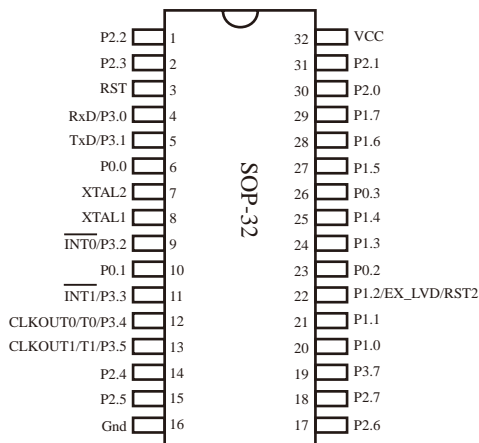 P2.2 1 32 VCC
P2.3 2 31 P2.1
RST 3 30 P2.0
RxD/P3.0 4 29 P1.7
TxD/P3.1 5 28 P1.6
P0.0 6 27 P1.5
XTAL2 7 26 P0.3
XTAL1 8 25 P1.4
INT0/P3.2 9 24 P1.3
P0.1 10 23 P0.2
INT1/P3.3 11 22 P1.2/EX_LVD/RST2
CLKOUT0/T0/P3.4 12 21 P1.1
CLKOUT1/T1/P3.5 13 20 P1.0
P2.4 14 19 P3.7
P2.5 15 18 P2.7
Gnd 16 17 P2.6
SOP-32